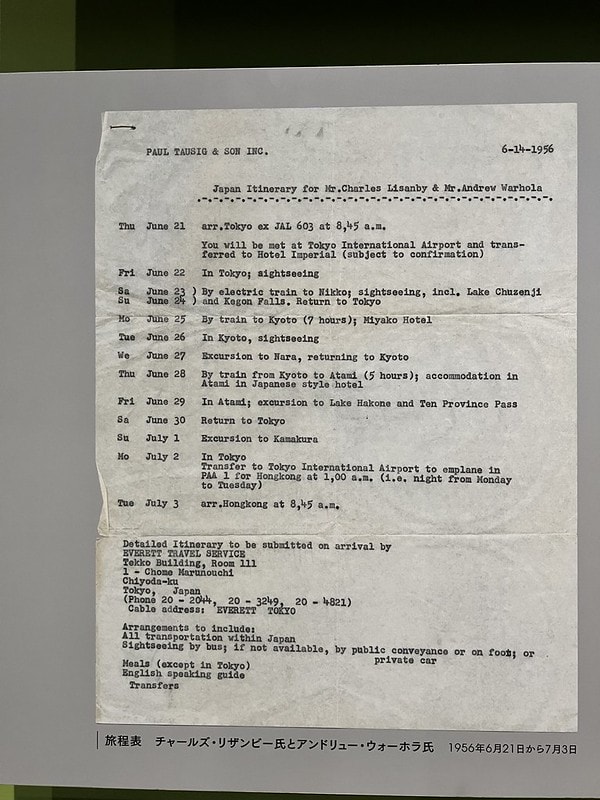 PAUL TAUSIG & SON INC.
6-14-1956
Japan Itinerary for Mr.Charles Lisanby & Mr.Andrew Warhola
Thu June 21 arr.Tokyo ex JAL 603 at 8,45 a.m.
You will be met at Tokyo International Airport and trans-
ferred to Hotel Imperial (subject to confirmation)
Fri June 22 In Tokyo; sightseeing
Sa June 23 ) By electric train to Nikko; sightseeing, incl. Lake Chuzenji
Su June 24 ) and Kegon Falls. Return to Tokyo
Mo June 25 By train to Kyoto (7 hours); Miyako Hotel
Tue June 26 In Kyoto, sightseeing
We June 27 Excursion to Nara, returning to Kyoto
Thu June 28 By train from Kyoto to Atami (5 hours); accommodation in
Atami in Japanese style hotel
Fri June 29 In Atami; excursion to Lake Hakone and Ten Province Pass
Sa June 30 Return to Tokyo
Su July 1 Excursion to Kamakura
Mo July 2 In Tokyo
Transfer to Tokyo International Airport to emplane in
PAA 1 for Hongkong at 1,00 a.m. (i.e. night from Monday
to Tuesday)
Tue July 3 arr.Hongkong at 8,45 a.m.
Detailed Itinerary to be submitted on arrival by
EVERETT TRAVEL SERVICE
Tekko Building, Room 111
1 - Chome Marunouchi
Chiyoda-ku
Tokyo, Japan
(Phone 20 - 2044, 20 - 3249, 20 - 4821)
Cable address: EVERETT TOKYO
Arrangements to include:
All transportation within Japan
Sightseeing by bus; if not available, by public conveyance or on foot; or
private car
Meals (except in Tokyo)
English speaking guide
Transfers
旅程表 チャールズ・リザンビー氏とアンドリュー・ウォーホラ氏 1956年6月21日から7月3日